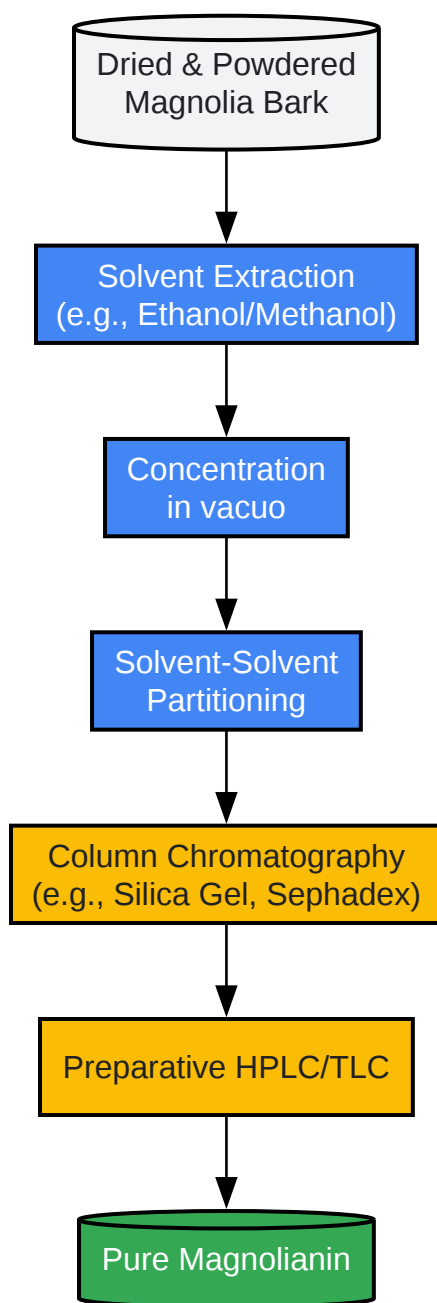 Dried & Powdered
Magnolia Bark
Solvent Extraction
(e.g., Ethanol/Methanol)
Concentration
in vacuo
Solvent-Solvent
Partitioning
Column Chromatography
(e.g., Silica Gel, Sephadex)
Preparative HPLC/TLC
Pure Magnolianin